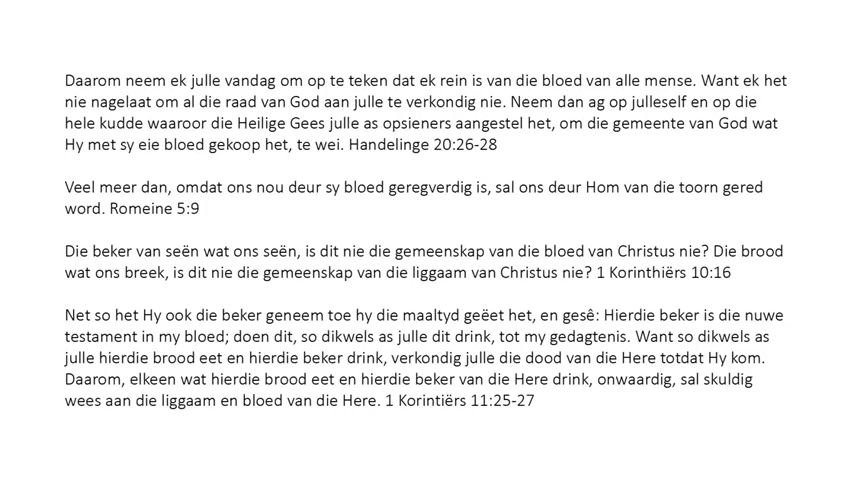 Daarom neem ek julle vandag om op te teken dat ek rein is van die bloed van alle mense. Want ek het
nie nagelaat om al die raad van God aan julle te verkondig nie. Neem dan ag op julleself en op die
hele kudde waaroor die Heilige Gees julle as opsieners aangestel het, om die gemeente van God wat
Hy met sy eie bloed gekoop het, te wei. Handelinge 20:26-28
Veel meer dan, omdat ons nou deur sy bloed geregverdig is, sal ons deur Hom van die toorn gered
word. Romeine 5:9
Die beker van seën wat ons seën, is dit nie die gemeenskap van die bloed van Christus nie? Die brood
wat ons breek, is dit nie die gemeenskap van die liggaam van Christus nie? 1 Korinthiërs 10:16
Net so het Hy ook die beker geneem toe hy die maaltyd geëet het, en gesê: Hierdie beker is die nuwe
testament in my bloed; doen dit, so dikwels as julle dit drink, tot my gedagtenis. Want so dikwels as
julle hierdie brood eet en hierdie beker drink, verkondig julle die dood van die Here totdat Hy kom.
Daarom, elkeen wat hierdie brood eet en hierdie beker van die Here drink, onwaardig, sal skuldig
wees aan die liggaam en bloed van die Here. 1 Korintiërs 11:25-27